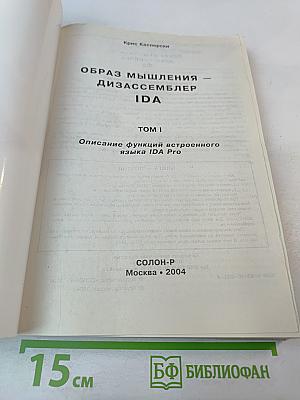 Крис Касперски
ОБРАЗ МЫШЛЕНИЯ —
ДИЗАССЕМБЛЕР
IDA
ТОМ I
Описание функций встроенного
языка IDA Pro
СОЛОН-Р
Москва • 2004
15 см
БФ БИБЛИОФАН